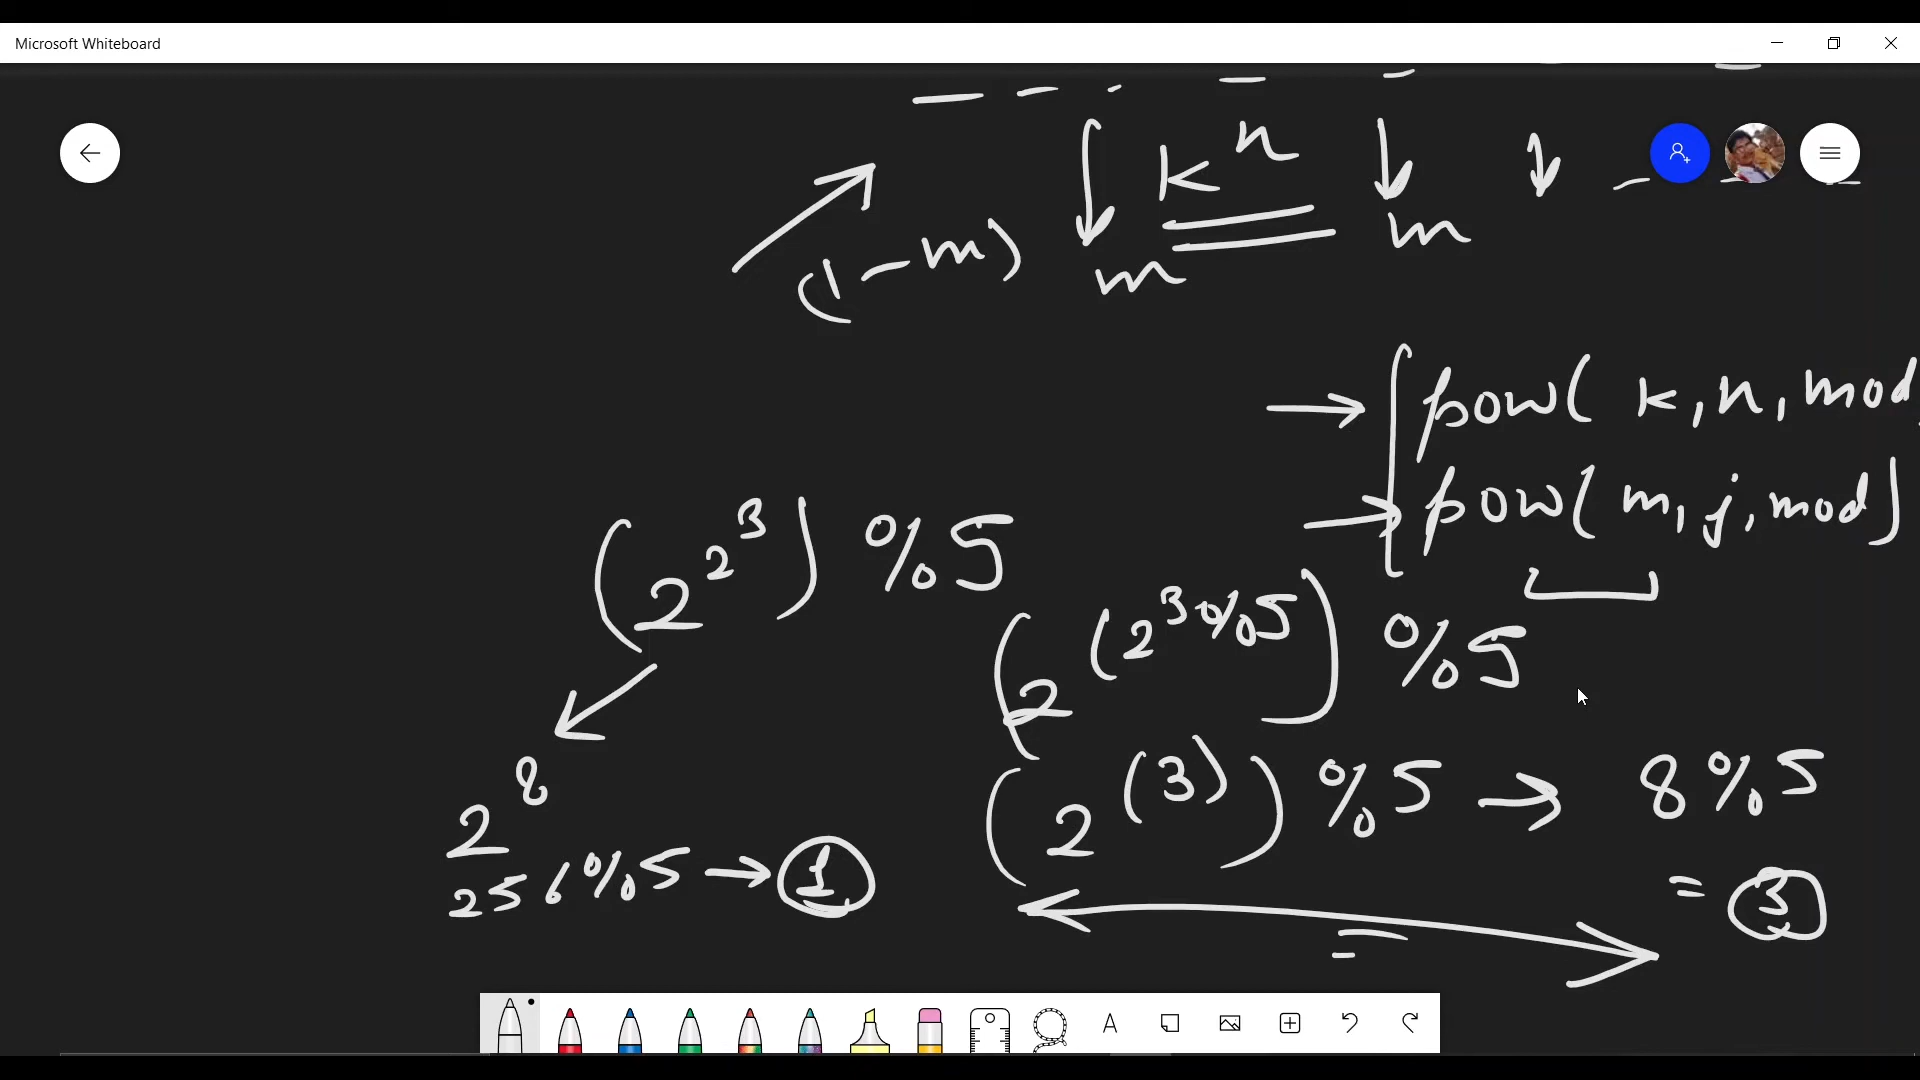 Microsoft Whiteboard
kⁿ
(1-m)
m
m
pow( k, n, mod
pow( m, j, mod)
(2^2^3) %5
(2^(2^3%5)) %5
2^8
(2^(3)) %5 → 8%5
256%5 → 1
= 3
A